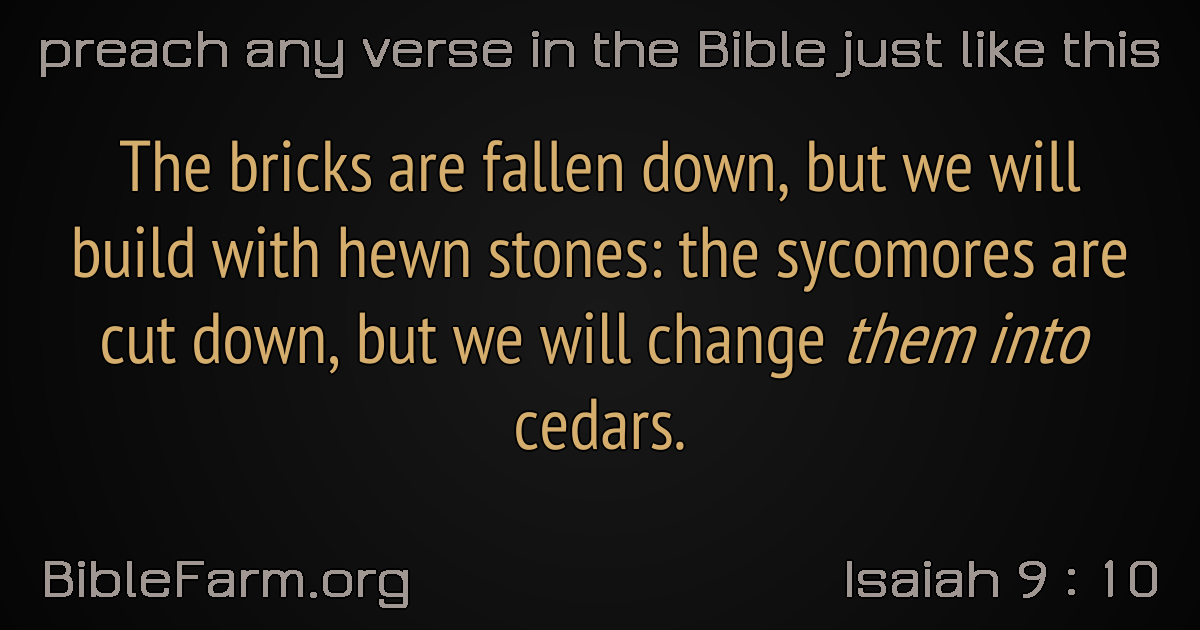 preach any verse in the Bible just like this
The bricks are fallen down, but we will
build with hewn stones: the sycomores are
cut down, but we will change them into
cedars.
BibleFarm.org
Isaiah 9 : 10